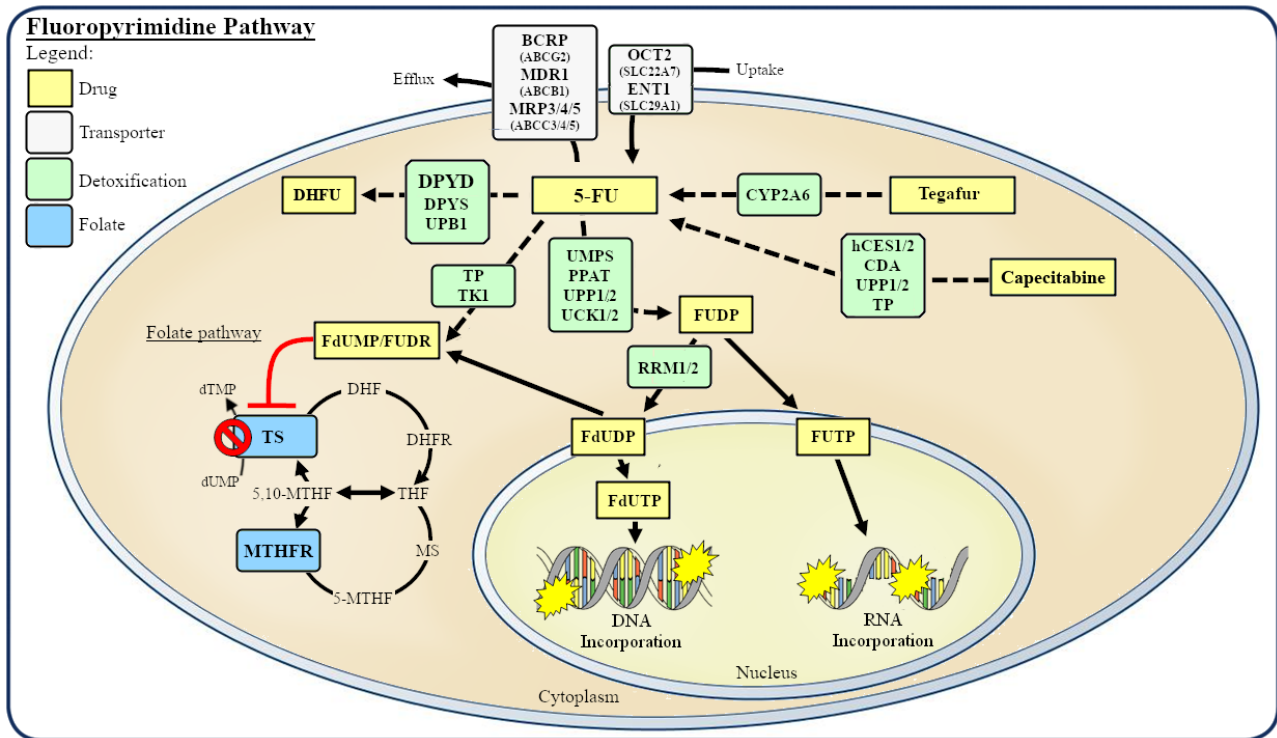 Fluoropyrimidine Pathway
Legend:
Drug
Transporter
Detoxification
Folate
Efflux
BCRP
(ABCG2)
MDR1
(ABCB1)
MRP3/4/5
(ABCC3/4/5)
OCT2
(SLC22A7)
ENT1
(SLC29A1)
Uptake
DHFU
DPYD
DPYS
UPB1
5-FU
CYP2A6
Tegafur
hCES1/2
CDA
UPP1/2
TP
Capecitabine
TP
TK1
UMPS
PPAT
UPP1/2
UCK1/2
FUDP
Folate pathway
FdUMP/FUDR
RRM1/2
dTMP
DHF
TS
DHFR
FdUDP
FUTP
dUMP
5,10-MTHF
THF
FdUTP
MTHFR
MS
5-MTHF
DNA
Incorporation
RNA
Incorporation
Nucleus
Cytoplasm